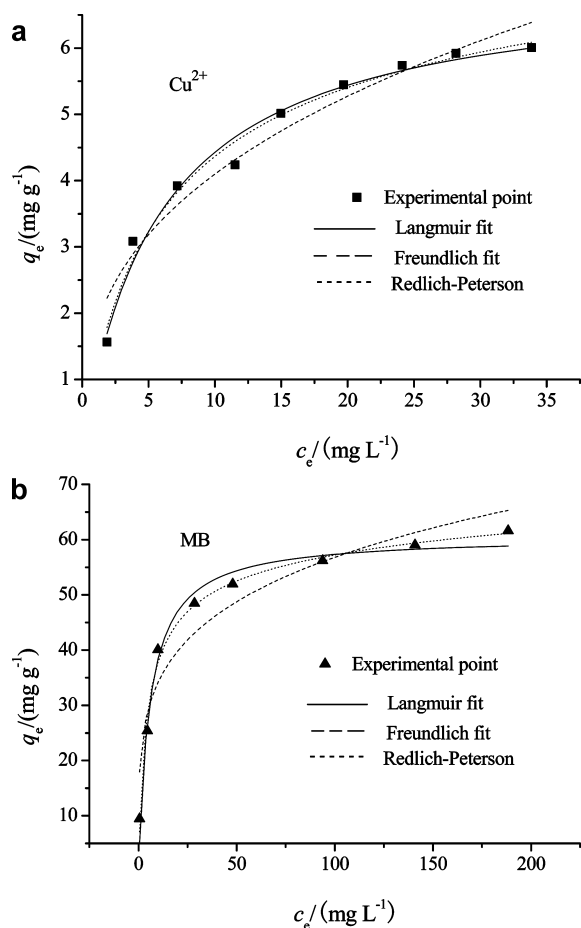 a
6
Cu2+
5
4
Experimental point
3
Langmuir fit
Freundlich fit
2
Redlich-Peterson
1
qe/(mg g-1)
0 5 10 15 20 25 30 35
ce/(mg L-1)
b
70
MB
60
50
40
Experimental point
30
Langmuir fit
Freundlich fit
20
Redlich-Peterson
10
qe/(mg g-1)
0 50 100 150 200
ce/(mg L-1)